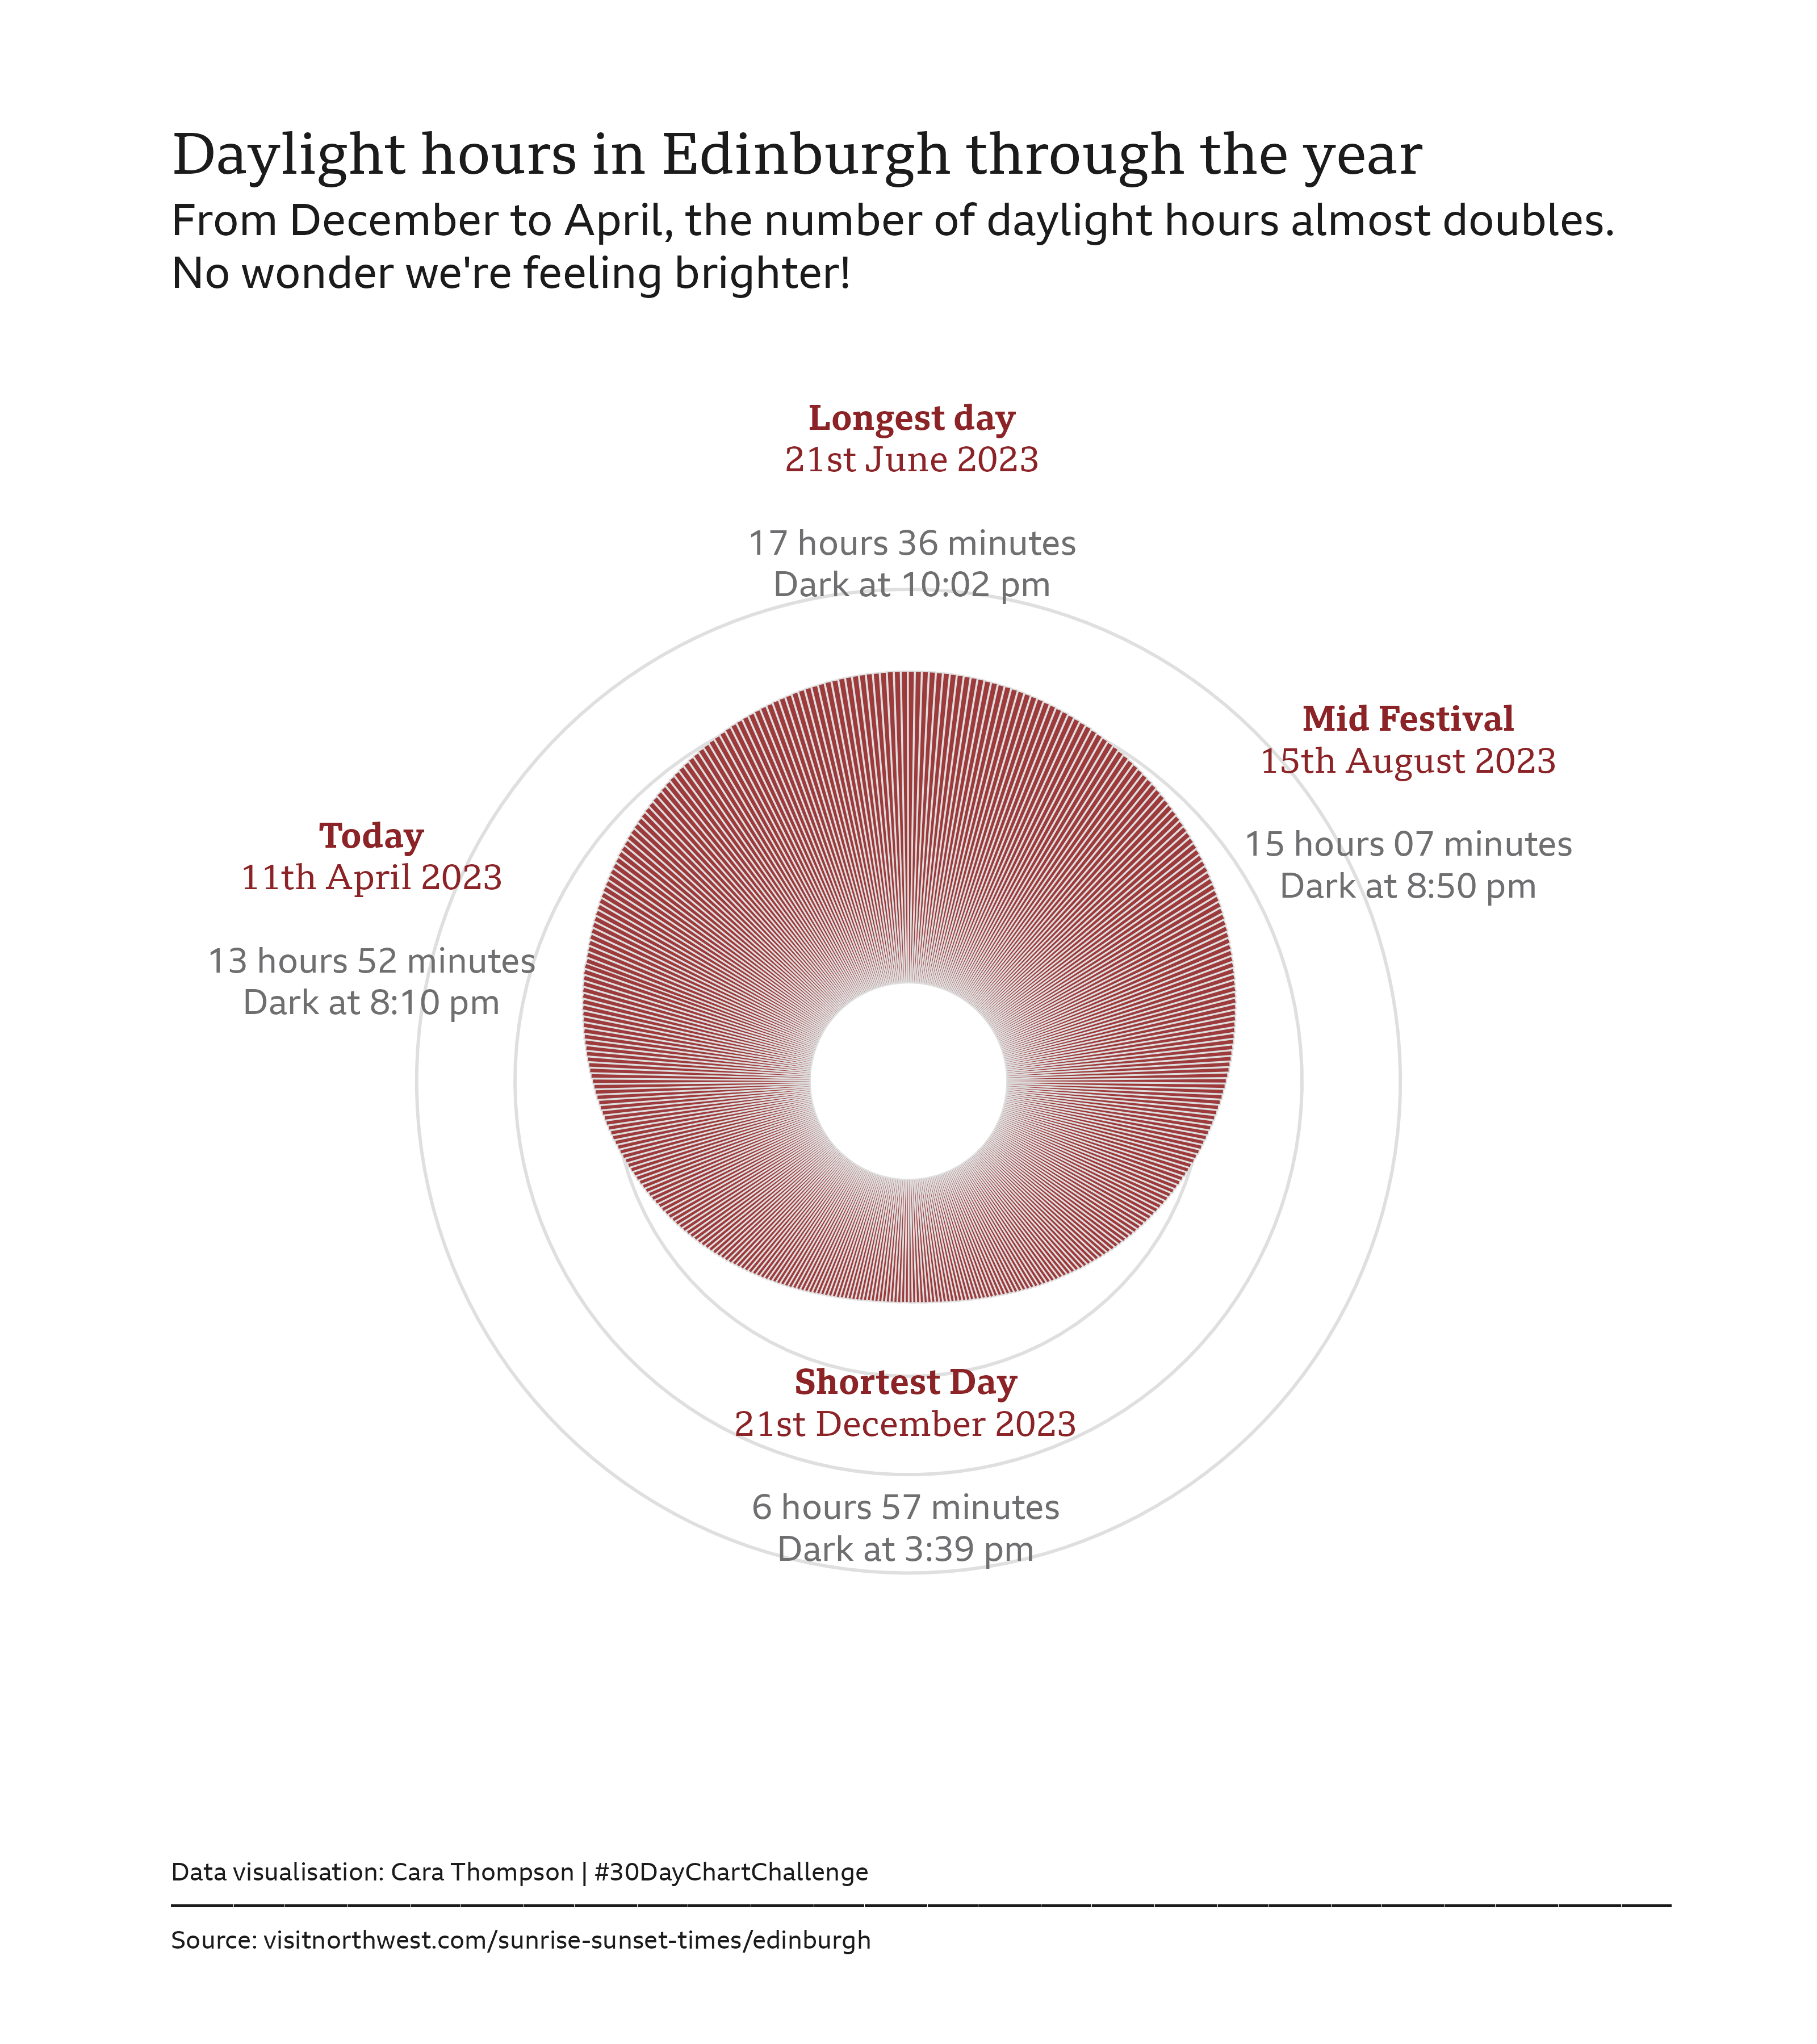 Daylight hours in Edinburgh through the year
From December to April, the number of daylight hours almost doubles.
No wonder we're feeling brighter!
Longest day
21st June 2023
17 hours 36 minutes
Dark at 10:02 pm
Mid Festival
15th August 2023
15 hours 07 minutes
Dark at 8:50 pm
Today
11th April 2023
13 hours 52 minutes
Dark at 8:10 pm
Shortest Day
21st December 2023
6 hours 57 minutes
Dark at 3:39 pm
Data visualisation: Cara Thompson | #30DayChartChallenge
Source: visitnorthwest.com/sunrise-sunset-times/edinburgh